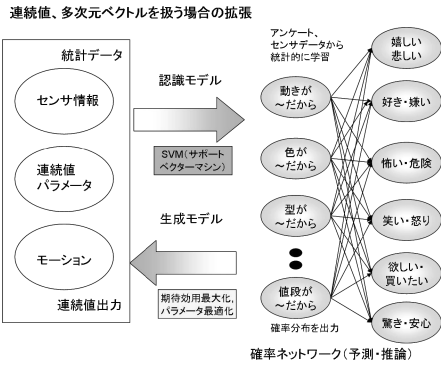 連続値、多次元ベクトルを扱う場合の拡張
統計データ
センサ情報
連続値
パラメータ
モーション
連続値出力
認識モデル
SVM(サポート
ベクターマシン)
生成モデル
期待効用最大化,
パラメータ最適化
アンケート、
センサデータから
統計的に学習
動きが
～だから
色が
～だから
型が
～だから
値段が
～だから
確率分布を出力
嬉しい
悲しい
好き・嫌い
怖い・危険
笑い・怒り
欲しい・
買いたい
驚き・安心
確率ネットワーク(予測・推論)